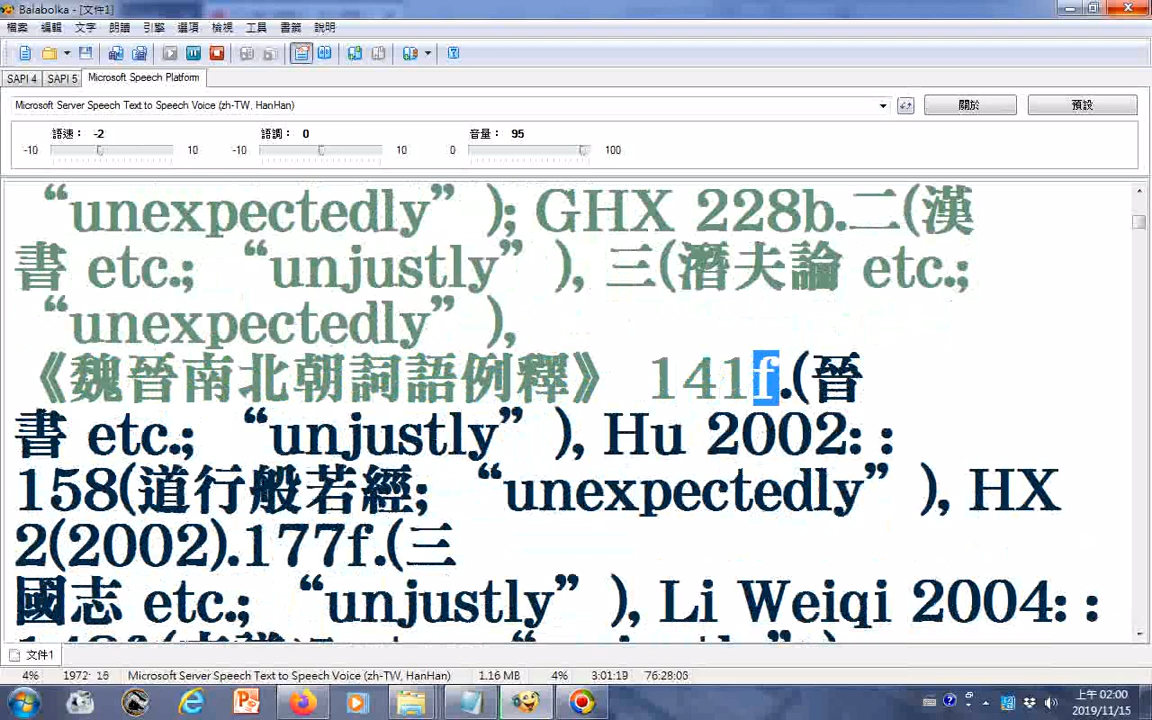 Balabolka - [文件1]
檔案 編輯 文字 朗讀 引擎 選項 檢視 工具 書籤 說明
SAPI 4 SAPI 5 Microsoft Speech Platform
Microsoft Server Speech Text to Speech Voice (zh-TW, HanHan) 關於 預設
語速： -2 語調： 0 音量： 95
-10 10 -10 10 0 100
“unexpectedly” ); GHX 228b.二(漢
書 etc.; “unjustly” ), 三(潛夫論 etc.;
“unexpectedly” ),
《魏晉南北朝詞語例釋》 141f.(晉
書 etc.; “unjustly” ), Hu 2002: :
158(道行般若經; “unexpectedly” ), HX
2(2002).177f.(三
國志 etc.; “unjustly” ), Li Weiqi 2004: :
文件1
4% 1972: 16 Microsoft Server Speech Text to Speech Voice (zh-TW, HanHan) 1.16 MB 4% 3:01:19 76:28:05
上午 02:00
2019/11/15